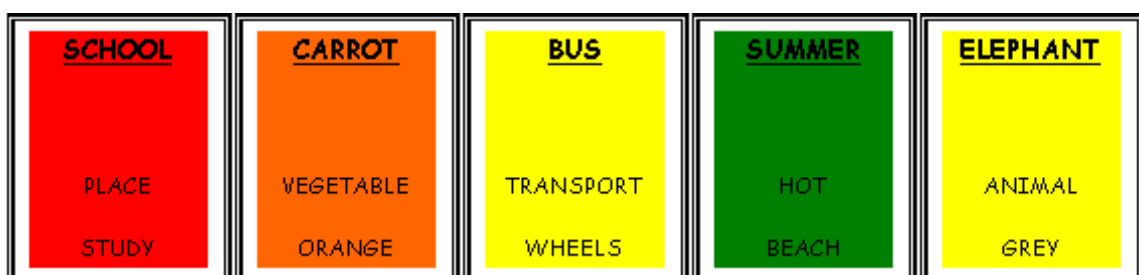 SCHOOL
PLACE
STUDY
CARROT
VEGETABLE
ORANGE
BUS
TRANSPORT
WHEELS
SUMMER
HOT
BEACH
ELEPHANT
ANIMAL
GREY